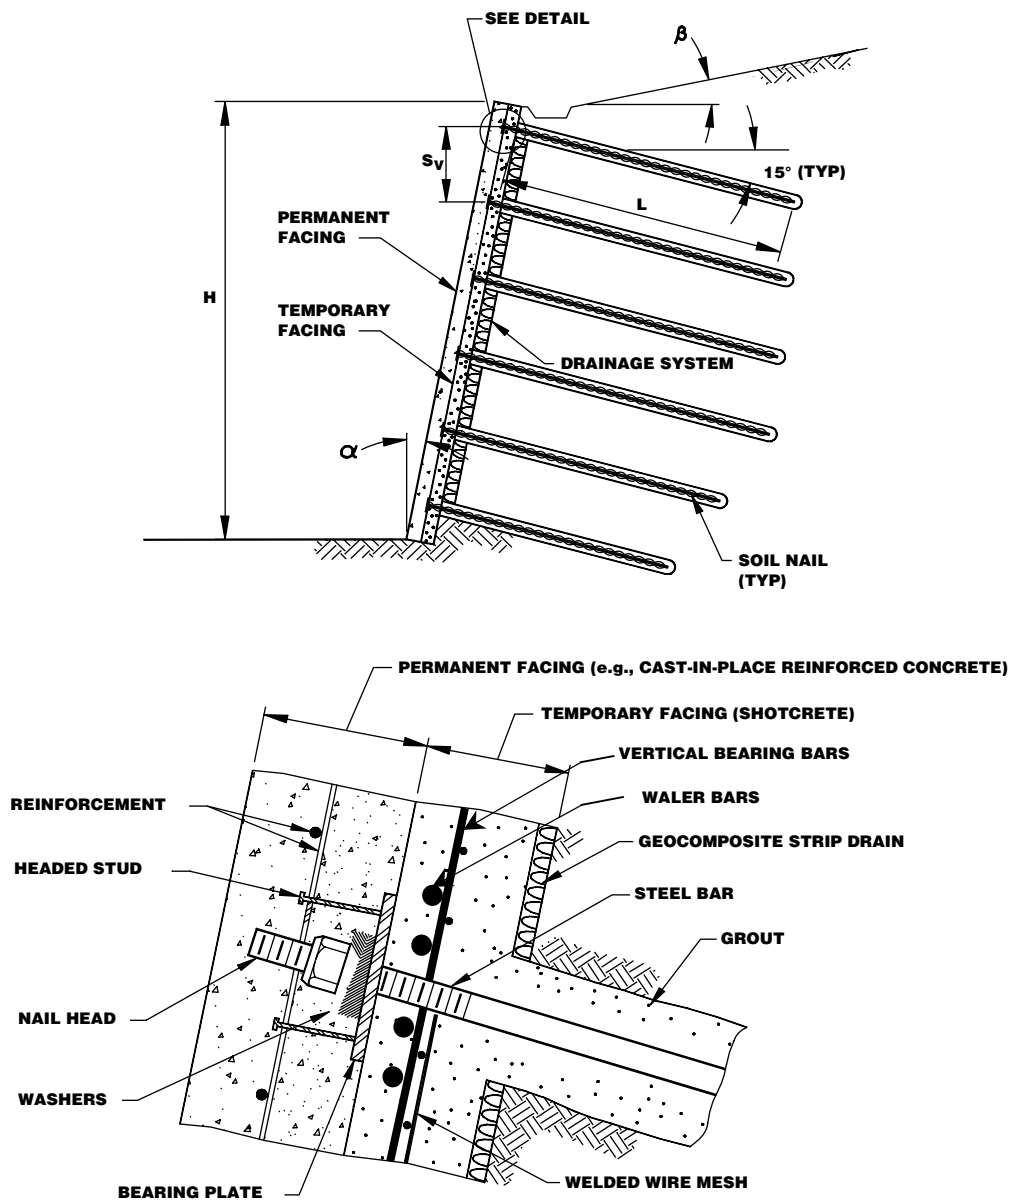 SEE DETAIL
β
S_V
15° (TYP)
L
PERMANENT
FACING
H
TEMPORARY
FACING
DRAINAGE SYSTEM
α
SOIL NAIL
(TYP)
PERMANENT FACING (e.g., CAST-IN-PLACE REINFORCED CONCRETE)
TEMPORARY FACING (SHOTCRETE)
VERTICAL BEARING BARS
REINFORCEMENT
WALER BARS
GEOCOMPOSITE STRIP DRAIN
HEADED STUD
STEEL BAR
GROUT
NAIL HEAD
WASHERS
WELDED WIRE MESH
BEARING PLATE